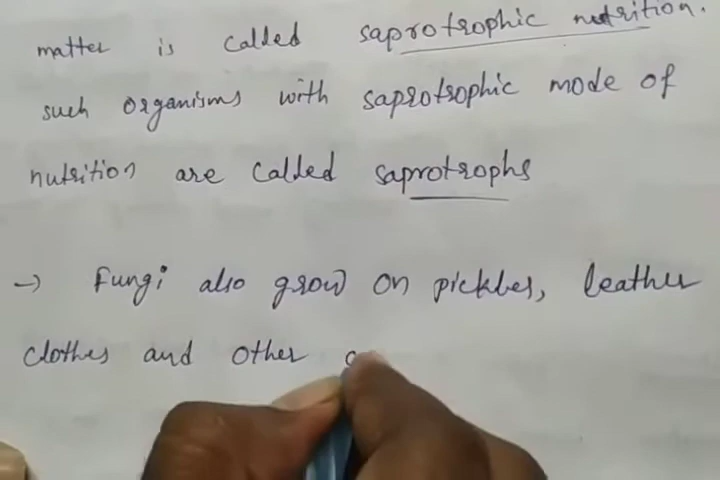 matter is called saprotrophic nutrition.
such organisms with saprotrophic mode of
nutrition are called saprotrophs
→ Fungi also grow on pickles, leather
clothes and other